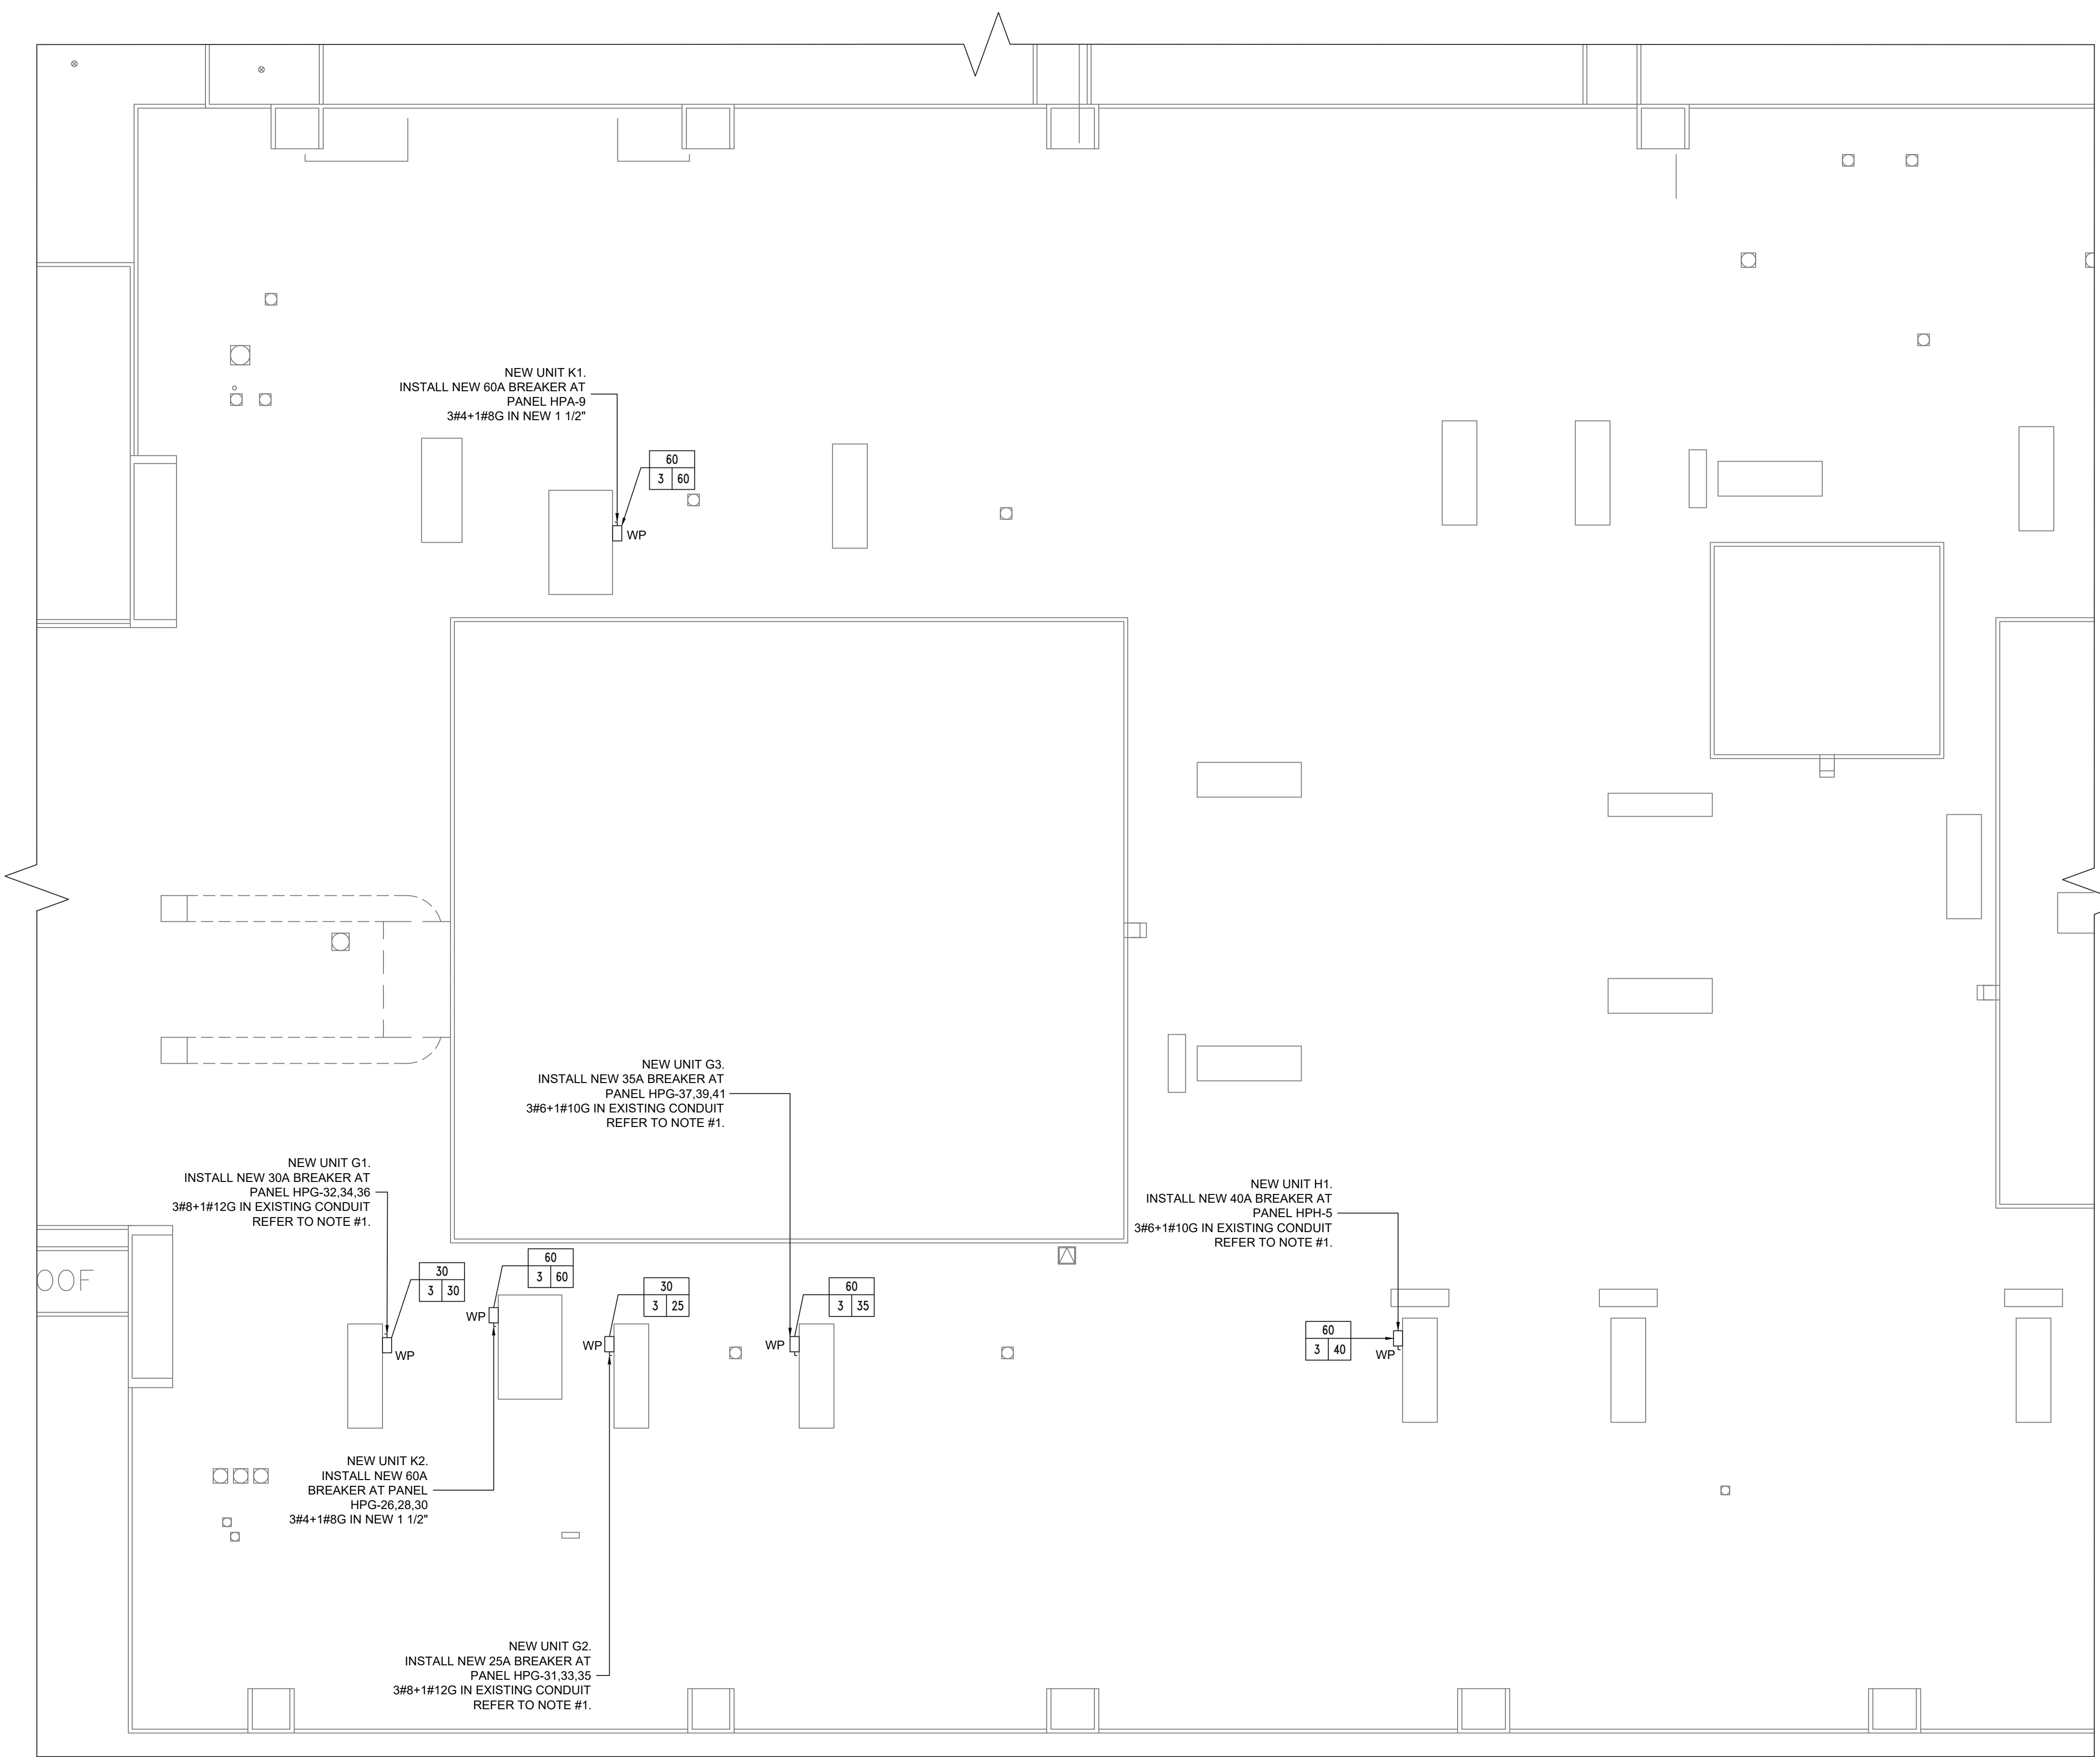 NEW UNIT K1.
INSTALL NEW 60A BREAKER AT
PANEL HPA-9
3#4+1#8G IN NEW 1 1/2"
60
3 60
WP
NEW UNIT G3.
INSTALL NEW 35A BREAKER AT
PANEL HPG-37,39,41
3#6+1#10G IN EXISTING CONDUIT
REFER TO NOTE #1.
NEW UNIT G1.
INSTALL NEW 30A BREAKER AT
PANEL HPG-32,34,36
3#8+1#12G IN EXISTING CONDUIT
REFER TO NOTE #1.
NEW UNIT H1.
INSTALL NEW 40A BREAKER AT
PANEL HPH-5
3#6+1#10G IN EXISTING CONDUIT
REFER TO NOTE #1.
OOF
30
3 30
WP
60
3 60
WP
30
3 25
WP
60
3 35
WP
60
3 40
WP
NEW UNIT K2.
INSTALL NEW 60A
BREAKER AT PANEL
HPG-26,28,30
3#4+1#8G IN NEW 1 1/2"
NEW UNIT G2.
INSTALL NEW 25A BREAKER AT
PANEL HPG-31,33,35
3#8+1#12G IN EXISTING CONDUIT
REFER TO NOTE #1.